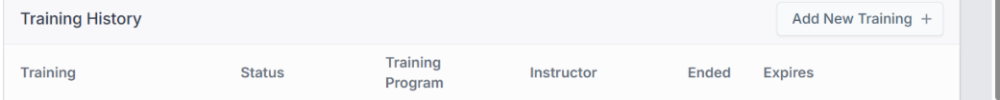 Training History
Add New Training +
Training
Status
Training
Program
Instructor
Ended
Expires